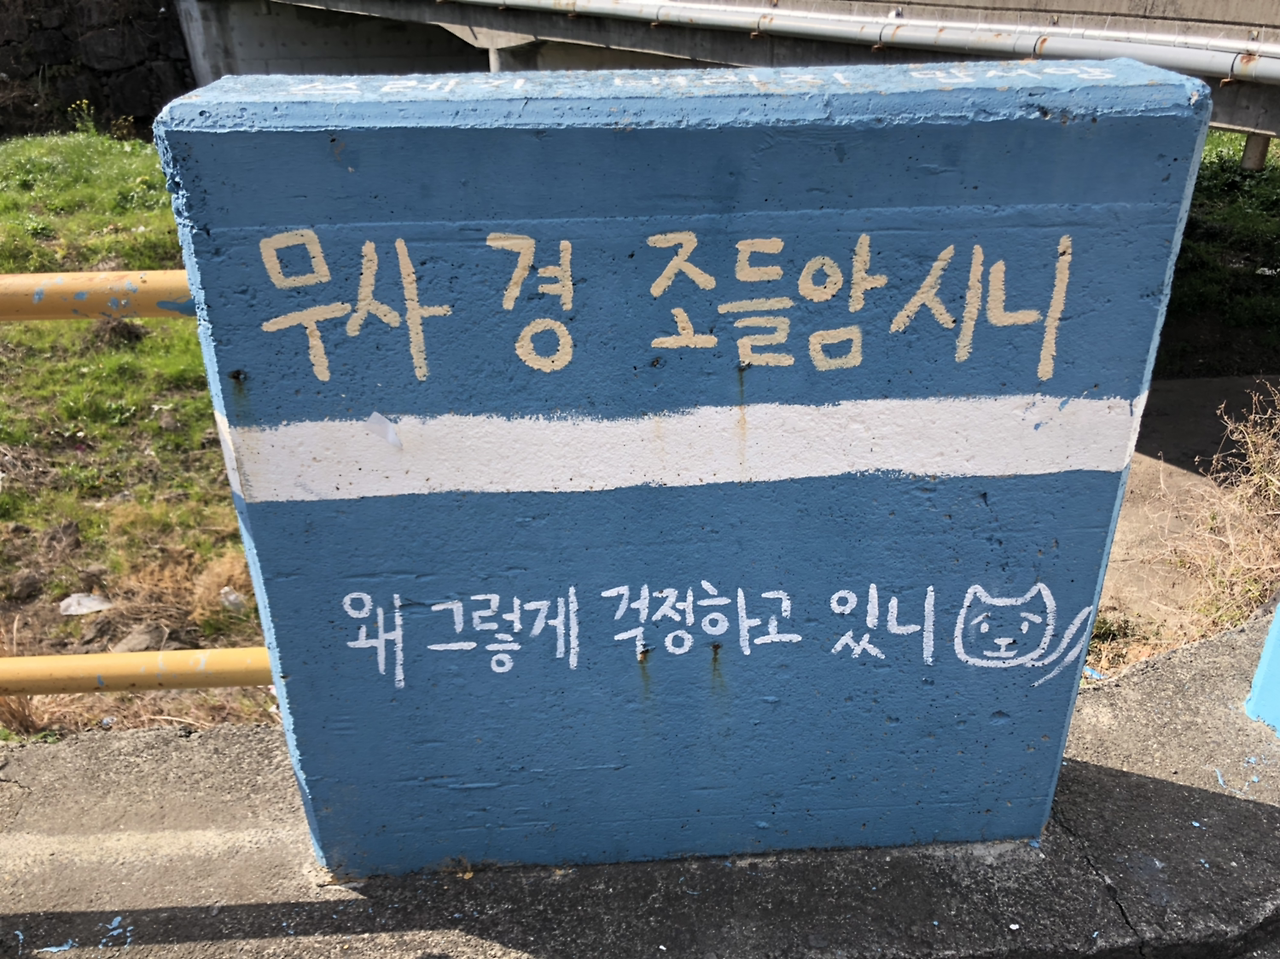 무사 경 조들암시니
왜 그렇게 걱정하고 있니